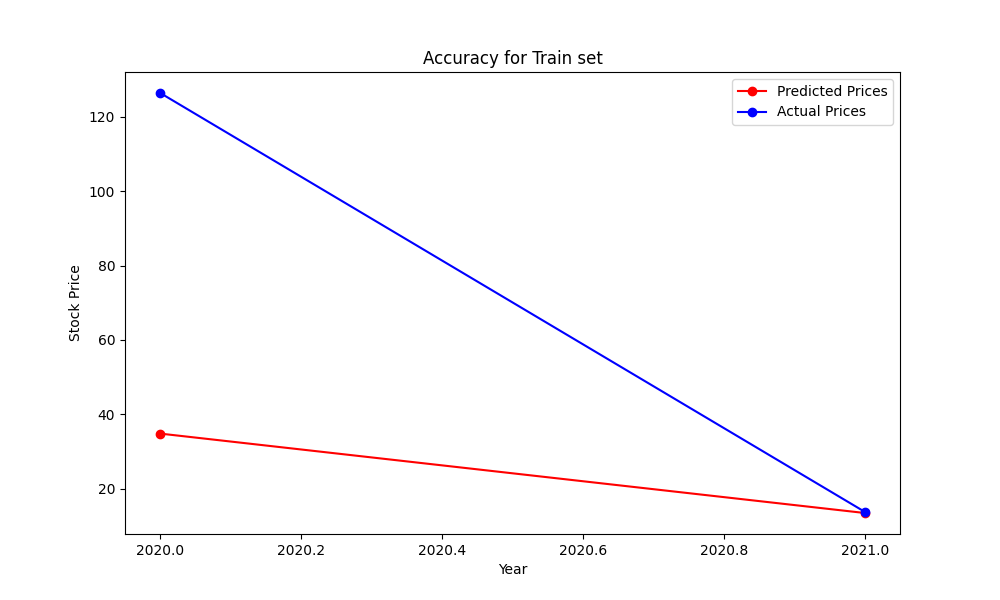 Accuracy for Train set
Predicted Prices
Actual Prices
120
100
80
60
40
20
Stock Price
2020.0 2020.2 2020.4 2020.6 2020.8 2021.0
Year